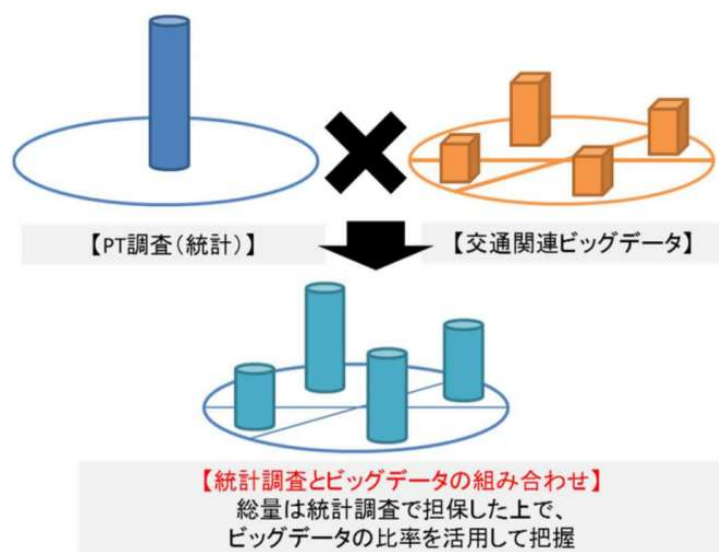 【PT調査(統計)】
【交通関連ビッグデータ】
【統計調査とビッグデータの組み合わせ】
総量は統計調査で担保した上で、
ビッグデータの比率を活用して把握